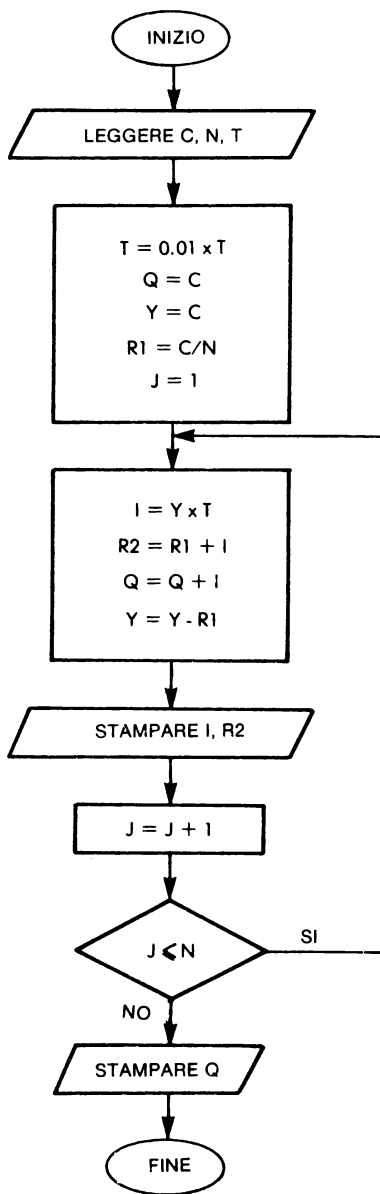 INIZIO
LEGGERE C, N, T
T = 0.01 x T
Q = C
Y = C
R1 = C/N
J = 1
I = Y x T
R2 = R1 + I
Q = Q + I
Y = Y - R1
STAMPARE I, R2
J = J + 1
J ⩽ N
SI
NO
STAMPARE Q
FINE